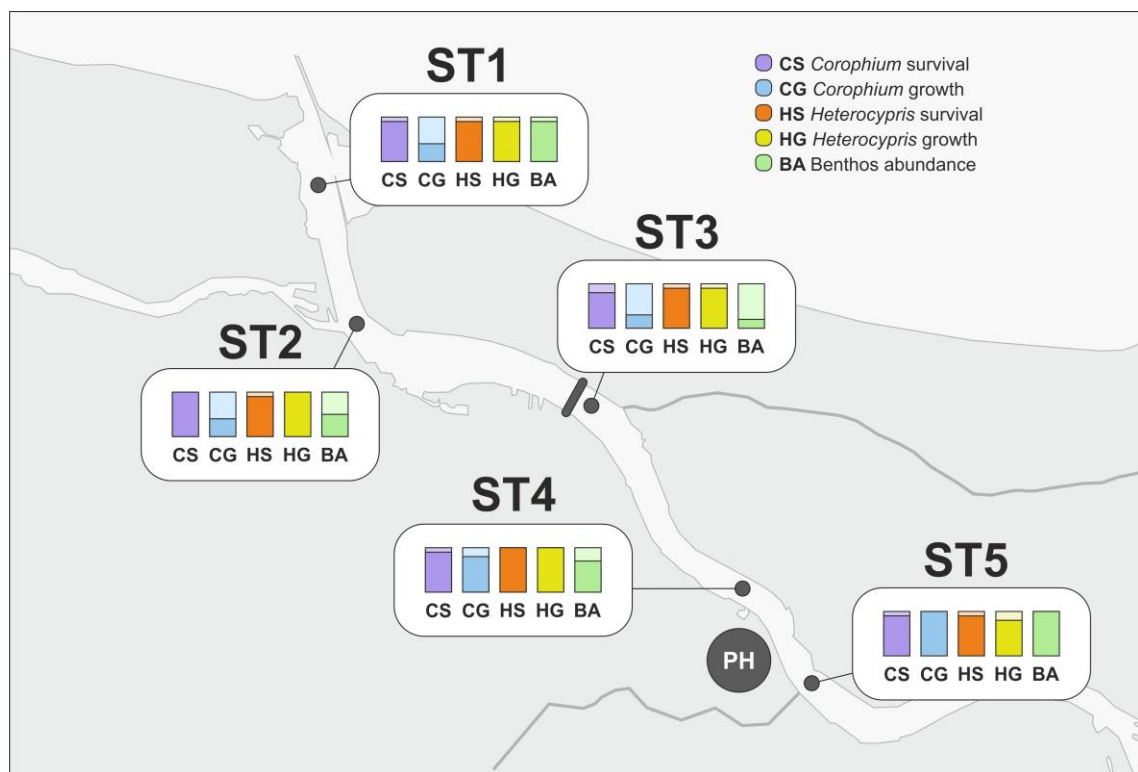 ST1
CS CG HS HG BA
CS Corophium survival
CG Corophium growth
HS Heterocypris survival
HG Heterocypris growth
BA Benthos abundance
ST3
CS CG HS HG BA
ST2
CS CG HS HG BA
ST4
CS CG HS HG BA
ST5
CS CG HS HG BA
PH